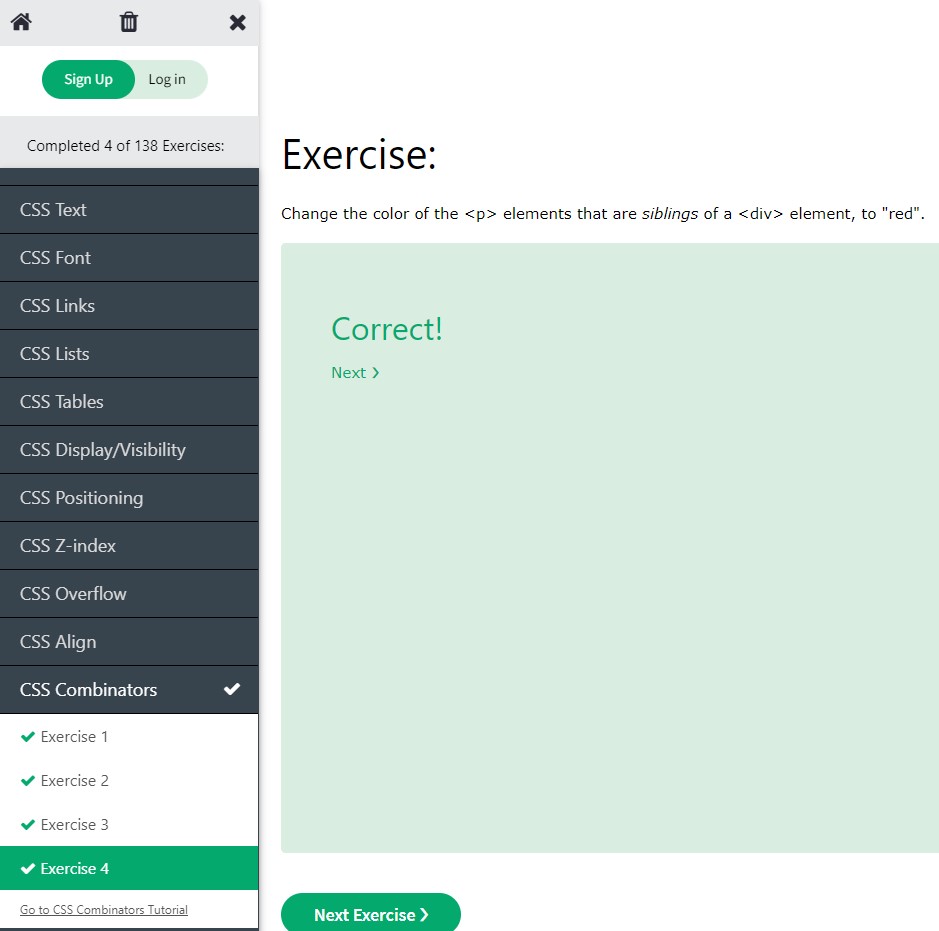 Sign Up
Log in
Completed 4 of 138 Exercises:
CSS Text
CSS Font
CSS Links
CSS Lists
CSS Tables
CSS Display/Visibility
CSS Positioning
CSS Z-index
CSS Overflow
CSS Align
CSS Combinators
Exercise 1
Exercise 2
Exercise 3
Exercise 4
Go to CSS Combinators Tutorial
Exercise:
Change the color of the <p> elements that are siblings of a <div> element, to "red".
Correct!
Next ❯
Next Exercise ❯